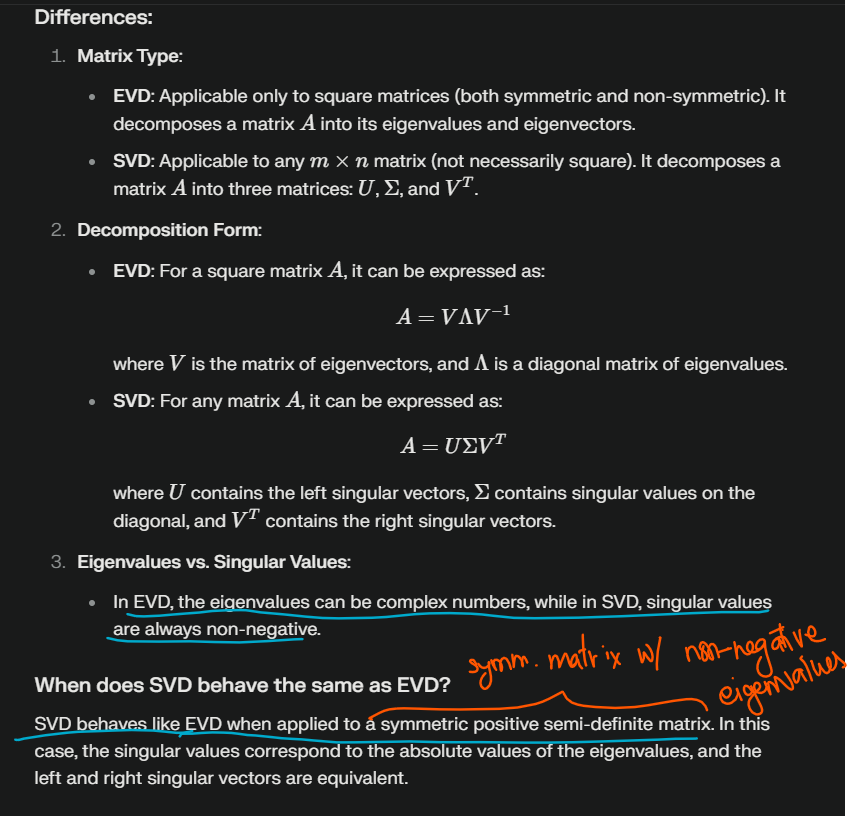 Differences:
1. Matrix Type:
• EVD: Applicable only to square matrices (both symmetric and non-symmetric). It
decomposes a matrix A into its eigenvalues and eigenvectors.
• SVD: Applicable to any m × n matrix (not necessarily square). It decomposes a
matrix A into three matrices: U, Σ, and Vᵀ.
2. Decomposition Form:
• EVD: For a square matrix A, it can be expressed as:
A = VΛV⁻¹
where V is the matrix of eigenvectors, and Λ is a diagonal matrix of eigenvalues.
• SVD: For any matrix A, it can be expressed as:
A = UΣVᵀ
where U contains the left singular vectors, Σ contains singular values on the
diagonal, and Vᵀ contains the right singular vectors.
3. Eigenvalues vs. Singular Values:
• In EVD, the eigenvalues can be complex numbers, while in SVD, singular values
are always non-negative.
symm. matrix w/ non-negative
eigenvalues
When does SVD behave the same as EVD?
SVD behaves like EVD when applied to a symmetric positive semi-definite matrix. In this
case, the singular values correspond to the absolute values of the eigenvalues, and the
left and right singular vectors are equivalent.